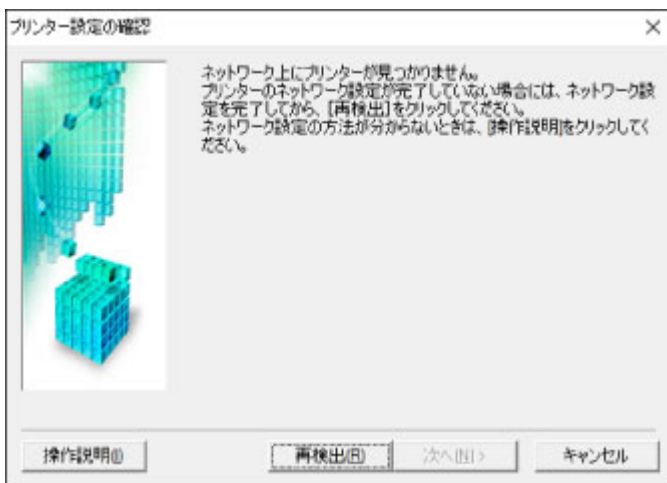 プリンター設定の確認
ネットワーク上にプリンターが見つかりません。
プリンターのネットワーク設定が完了していない場合には、ネットワーク設
定を完了してから、[再検出]をクリックしてください。
ネットワーク設定の方法が分からないときは、[操作説明]をクリックしてく
ださい。
操作説明(I) 再検出(R) 次へ(N) > キャンセル